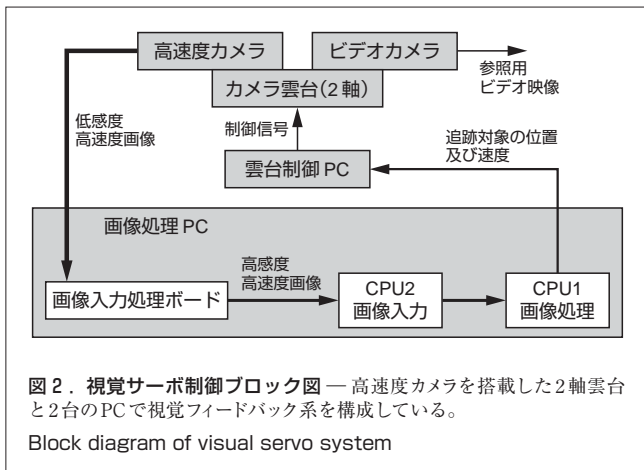 高速度カメラ
ビデオカメラ
カメラ雲台(2軸)
参照用
ビデオ映像
低感度
高速度画像
制御信号
追跡対象の位置
及び速度
雲台制御 PC
画像処理 PC
高感度
高速度画像
画像入力処理ボード
CPU2
画像入力
CPU1
画像処理
図2．視覚サーボ制御ブロック図 — 高速度カメラを搭載した2軸雲台
と2台のPCで視覚フィードバック系を構成している。
Block diagram of visual servo system